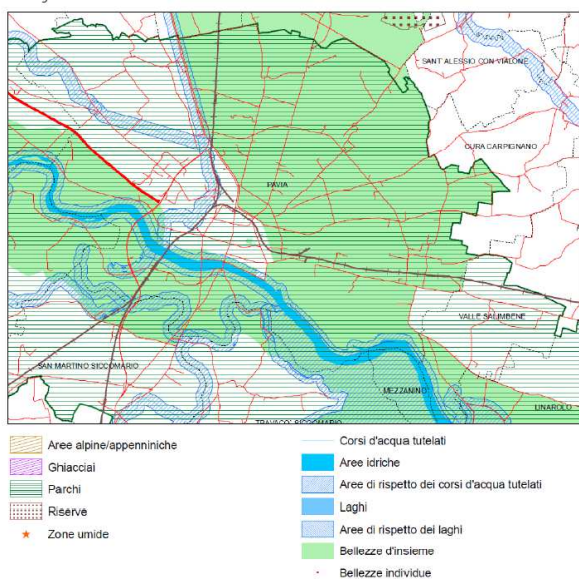 SANT'ALESSIO CON VIALONE
CURA CARPIGNANO
PAVIA
VALLE SALIMBENE
SAN MARTINO SICCOMARIO
MEZZANINO
LINAROLO
TRAVACO' SICCOMARIO
Aree alpine/appenniniche
Ghiacciai
Parchi
Riserve
Zone umide
Corsi d'acqua tutelati
Aree idriche
Aree di rispetto dei corsi d'acqua tutelati
Laghi
Aree di rispetto dei laghi
Bellezze d'insieme
Bellezze individue